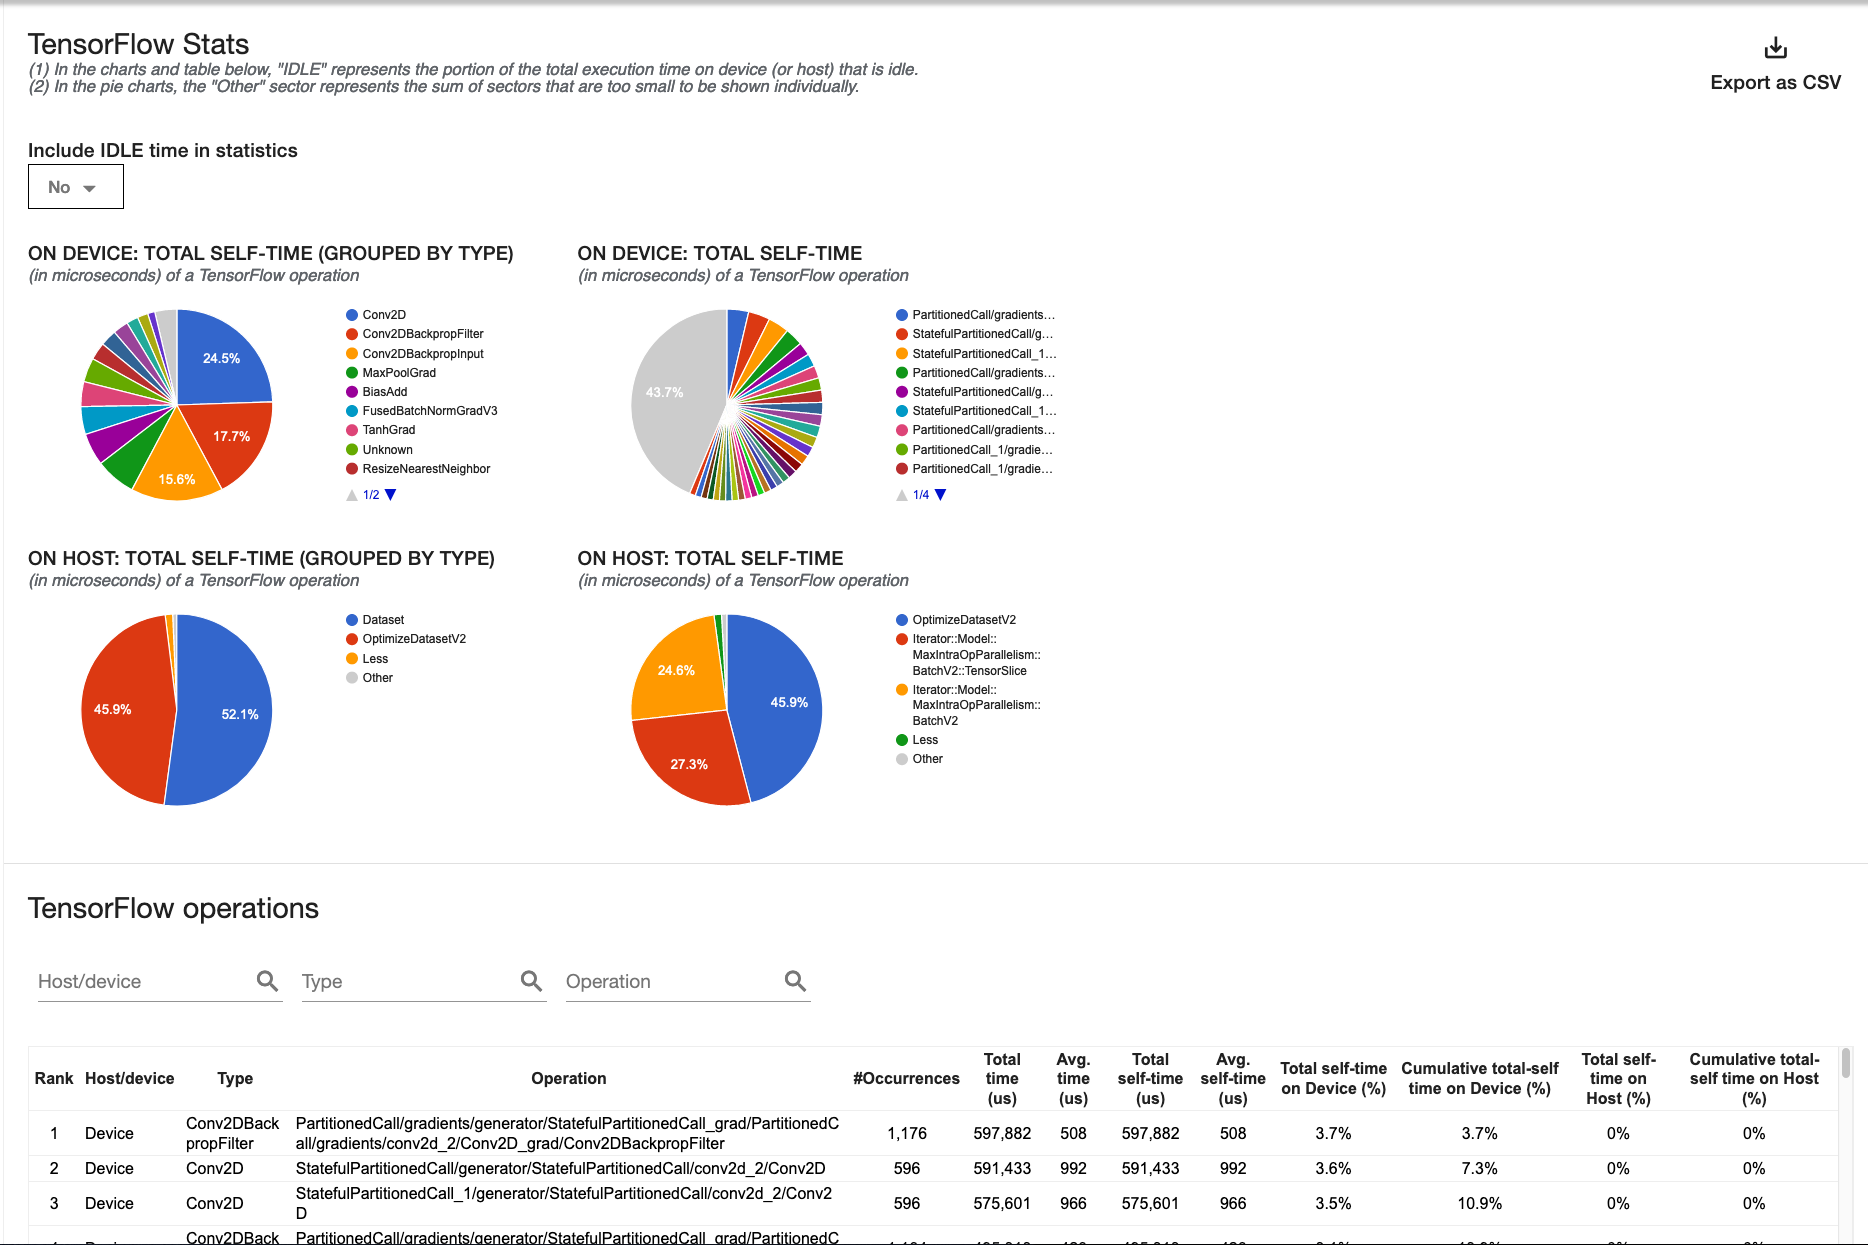 TensorFlow Stats
(1) In the charts and table below, "IDLE" represents the portion of the total execution time on device (or host) that is idle.
(2) In the pie charts, the "Other" sector represents the sum of sectors that are too small to be shown individually.
Export as CSV
Include IDLE time in statistics
No
ON DEVICE: TOTAL SELF-TIME (GROUPED BY TYPE)
(in microseconds) of a TensorFlow operation
24.5%
17.7%
15.6%
Conv2D
Conv2DBackpropFilter
Conv2DBackpropInput
MaxPoolGrad
BiasAdd
FusedBatchNormGradV3
TanhGrad
Unknown
ResizeNearestNeighbor
1/2
ON DEVICE: TOTAL SELF-TIME
(in microseconds) of a TensorFlow operation
43.7%
PartitionedCall/gradients...
StatefulPartitionedCall/g...
StatefulPartitionedCall_1...
PartitionedCall/gradients...
StatefulPartitionedCall/g...
StatefulPartitionedCall_1...
PartitionedCall/gradients...
PartitionedCall_1/gradie...
PartitionedCall_1/gradie...
1/4
ON HOST: TOTAL SELF-TIME (GROUPED BY TYPE)
(in microseconds) of a TensorFlow operation
45.9%
52.1%
Dataset
OptimizeDatasetV2
Less
Other
ON HOST: TOTAL SELF-TIME
(in microseconds) of a TensorFlow operation
24.6%
45.9%
27.3%
OptimizeDatasetV2
Iterator::Model::
MaxIntraOpParallelism::
BatchV2::TensorSlice
Iterator::Model::
MaxIntraOpParallelism::
BatchV2
Less
Other
TensorFlow operations
Host/device
Type
Operation
Rank Host/device Type Operation #Occurrences Total time (us) Avg. time (us) Total self-time (us) Avg. self-time (us) Total self-time on Device (%) Cumulative total-self time on Device (%) Total self-time on Host (%) Cumulative total-self time on Host (%)
1 Device Conv2DBackpropFilter PartitionedCall/gradients/generator/StatefulPartitionedCall_grad/PartitionedCall/gradients/conv2d_2/Conv2D_grad/Conv2DBackpropFilter 1,176 597,882 508 597,882 508 3.7% 3.7% 0% 0%
2 Device Conv2D StatefulPartitionedCall/generator/StatefulPartitionedCall/conv2d_2/Conv2D 596 591,433 992 591,433 992 3.6% 7.3% 0% 0%
3 Device Conv2D StatefulPartitionedCall_1/generator/StatefulPartitionedCall/conv2d_2/Conv2D 596 575,601 966 575,601 966 3.5% 10.9% 0% 0%
Conv2DBack PartitionedCall/gradients/generator/StatefulPartitionedCall_grad/PartitionedC